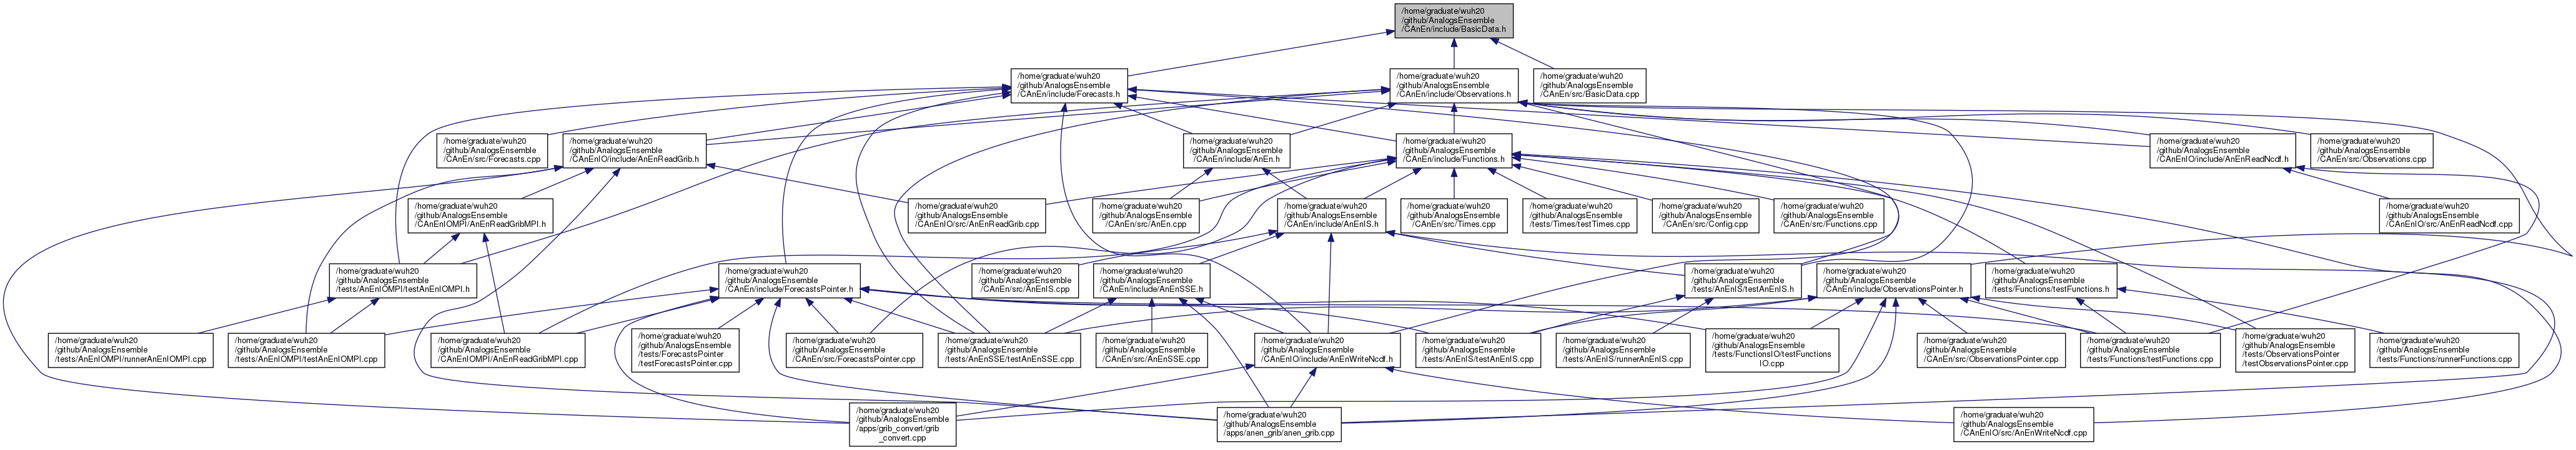 /home/graduate/wuh20
/github/AnalogsEnsemble
/CAnEn/include/BasicData.h
/home/graduate/wuh20
/github/AnalogsEnsemble
/CAnEn/include/Forecasts.h
/home/graduate/wuh20
/github/AnalogsEnsemble
/CAnEn/include/Observations.h
/home/graduate/wuh20
/github/AnalogsEnsemble
/CAnEn/src/BasicData.cpp
/home/graduate/wuh20
/github/AnalogsEnsemble
/CAnEn/src/Forecasts.cpp
/home/graduate/wuh20
/github/AnalogsEnsemble
/CAnEnIO/include/AnEnReadGrib.h
/home/graduate/wuh20
/github/AnalogsEnsemble
/CAnEn/include/AnEn.h
/home/graduate/wuh20
/github/AnalogsEnsemble
/CAnEn/include/Functions.h
/home/graduate/wuh20
/github/AnalogsEnsemble
/CAnEnIO/include/AnEnReadNcdf.h
/home/graduate/wuh20
/github/AnalogsEnsemble
/CAnEn/src/Observations.cpp
/home/graduate/wuh20
/github/AnalogsEnsemble
/CAnEnIOMPI/AnEnReadGribMPI.h
/home/graduate/wuh20
/github/AnalogsEnsemble
/CAnEnIO/src/AnEnReadGrib.cpp
/home/graduate/wuh20
/github/AnalogsEnsemble
/CAnEn/src/AnEn.cpp
/home/graduate/wuh20
/github/AnalogsEnsemble
/CAnEn/include/AnEnIS.h
/home/graduate/wuh20
/github/AnalogsEnsemble
/CAnEn/src/Times.cpp
/home/graduate/wuh20
/github/AnalogsEnsemble
/tests/Times/testTimes.cpp
/home/graduate/wuh20
/github/AnalogsEnsemble
/CAnEn/src/Config.cpp
/home/graduate/wuh20
/github/AnalogsEnsemble
/CAnEn/src/Functions.cpp
/home/graduate/wuh20
/github/AnalogsEnsemble
/CAnEnIO/src/AnEnReadNcdf.cpp
/home/graduate/wuh20
/github/AnalogsEnsemble
/tests/AnEnIOMPI/testAnEnIOMPI.h
/home/graduate/wuh20
/github/AnalogsEnsemble
/CAnEn/include/ForecastsPointer.h
/home/graduate/wuh20
/github/AnalogsEnsemble
/CAnEn/src/AnEnIS.cpp
/home/graduate/wuh20
/github/AnalogsEnsemble
/CAnEn/include/AnEnSSE.h
/home/graduate/wuh20
/github/AnalogsEnsemble
/tests/AnEnIS/testAnEnIS.h
/home/graduate/wuh20
/github/AnalogsEnsemble
/CAnEn/include/ObservationsPointer.h
/home/graduate/wuh20
/github/AnalogsEnsemble
/tests/Functions/testFunctions.h
/home/graduate/wuh20
/github/AnalogsEnsemble
/tests/AnEnIOMPI/runnerAnEnIOMPI.cpp
/home/graduate/wuh20
/github/AnalogsEnsemble
/tests/AnEnIOMPI/testAnEnIOMPI.cpp
/home/graduate/wuh20
/github/AnalogsEnsemble
/CAnEnIOMPI/AnEnReadGribMPI.cpp
/home/graduate/wuh20
/github/AnalogsEnsemble
/tests/ForecastsPointer
/testForecastsPointer.cpp
/home/graduate/wuh20
/github/AnalogsEnsemble
/CAnEn/src/ForecastsPointer.cpp
/home/graduate/wuh20
/github/AnalogsEnsemble
/tests/AnEnSSE/testAnEnSSE.cpp
/home/graduate/wuh20
/github/AnalogsEnsemble
/CAnEn/src/AnEnSSE.cpp
/home/graduate/wuh20
/github/AnalogsEnsemble
/CAnEnIO/include/AnEnWriteNcdf.h
/home/graduate/wuh20
/github/AnalogsEnsemble
/tests/AnEnIS/testAnEnIS.cpp
/home/graduate/wuh20
/github/AnalogsEnsemble
/tests/AnEnIS/runnerAnEnIS.cpp
/home/graduate/wuh20
/github/AnalogsEnsemble
/tests/FunctionsIO/testFunctions
IO.cpp
/home/graduate/wuh20
/github/AnalogsEnsemble
/CAnEn/src/ObservationsPointer.cpp
/home/graduate/wuh20
/github/AnalogsEnsemble
/tests/Functions/testFunctions.cpp
/home/graduate/wuh20
/github/AnalogsEnsemble
/tests/ObservationsPointer
/testObservationsPointer.cpp
/home/graduate/wuh20
/github/AnalogsEnsemble
/tests/Functions/runnerFunctions.cpp
/home/graduate/wuh20
/github/AnalogsEnsemble
/apps/grib_convert/grib
_convert.cpp
/home/graduate/wuh20
/github/AnalogsEnsemble
/apps/anen_grib/anen_grib.cpp
/home/graduate/wuh20
/github/AnalogsEnsemble
/CAnEnIO/src/AnEnWriteNcdf.cpp